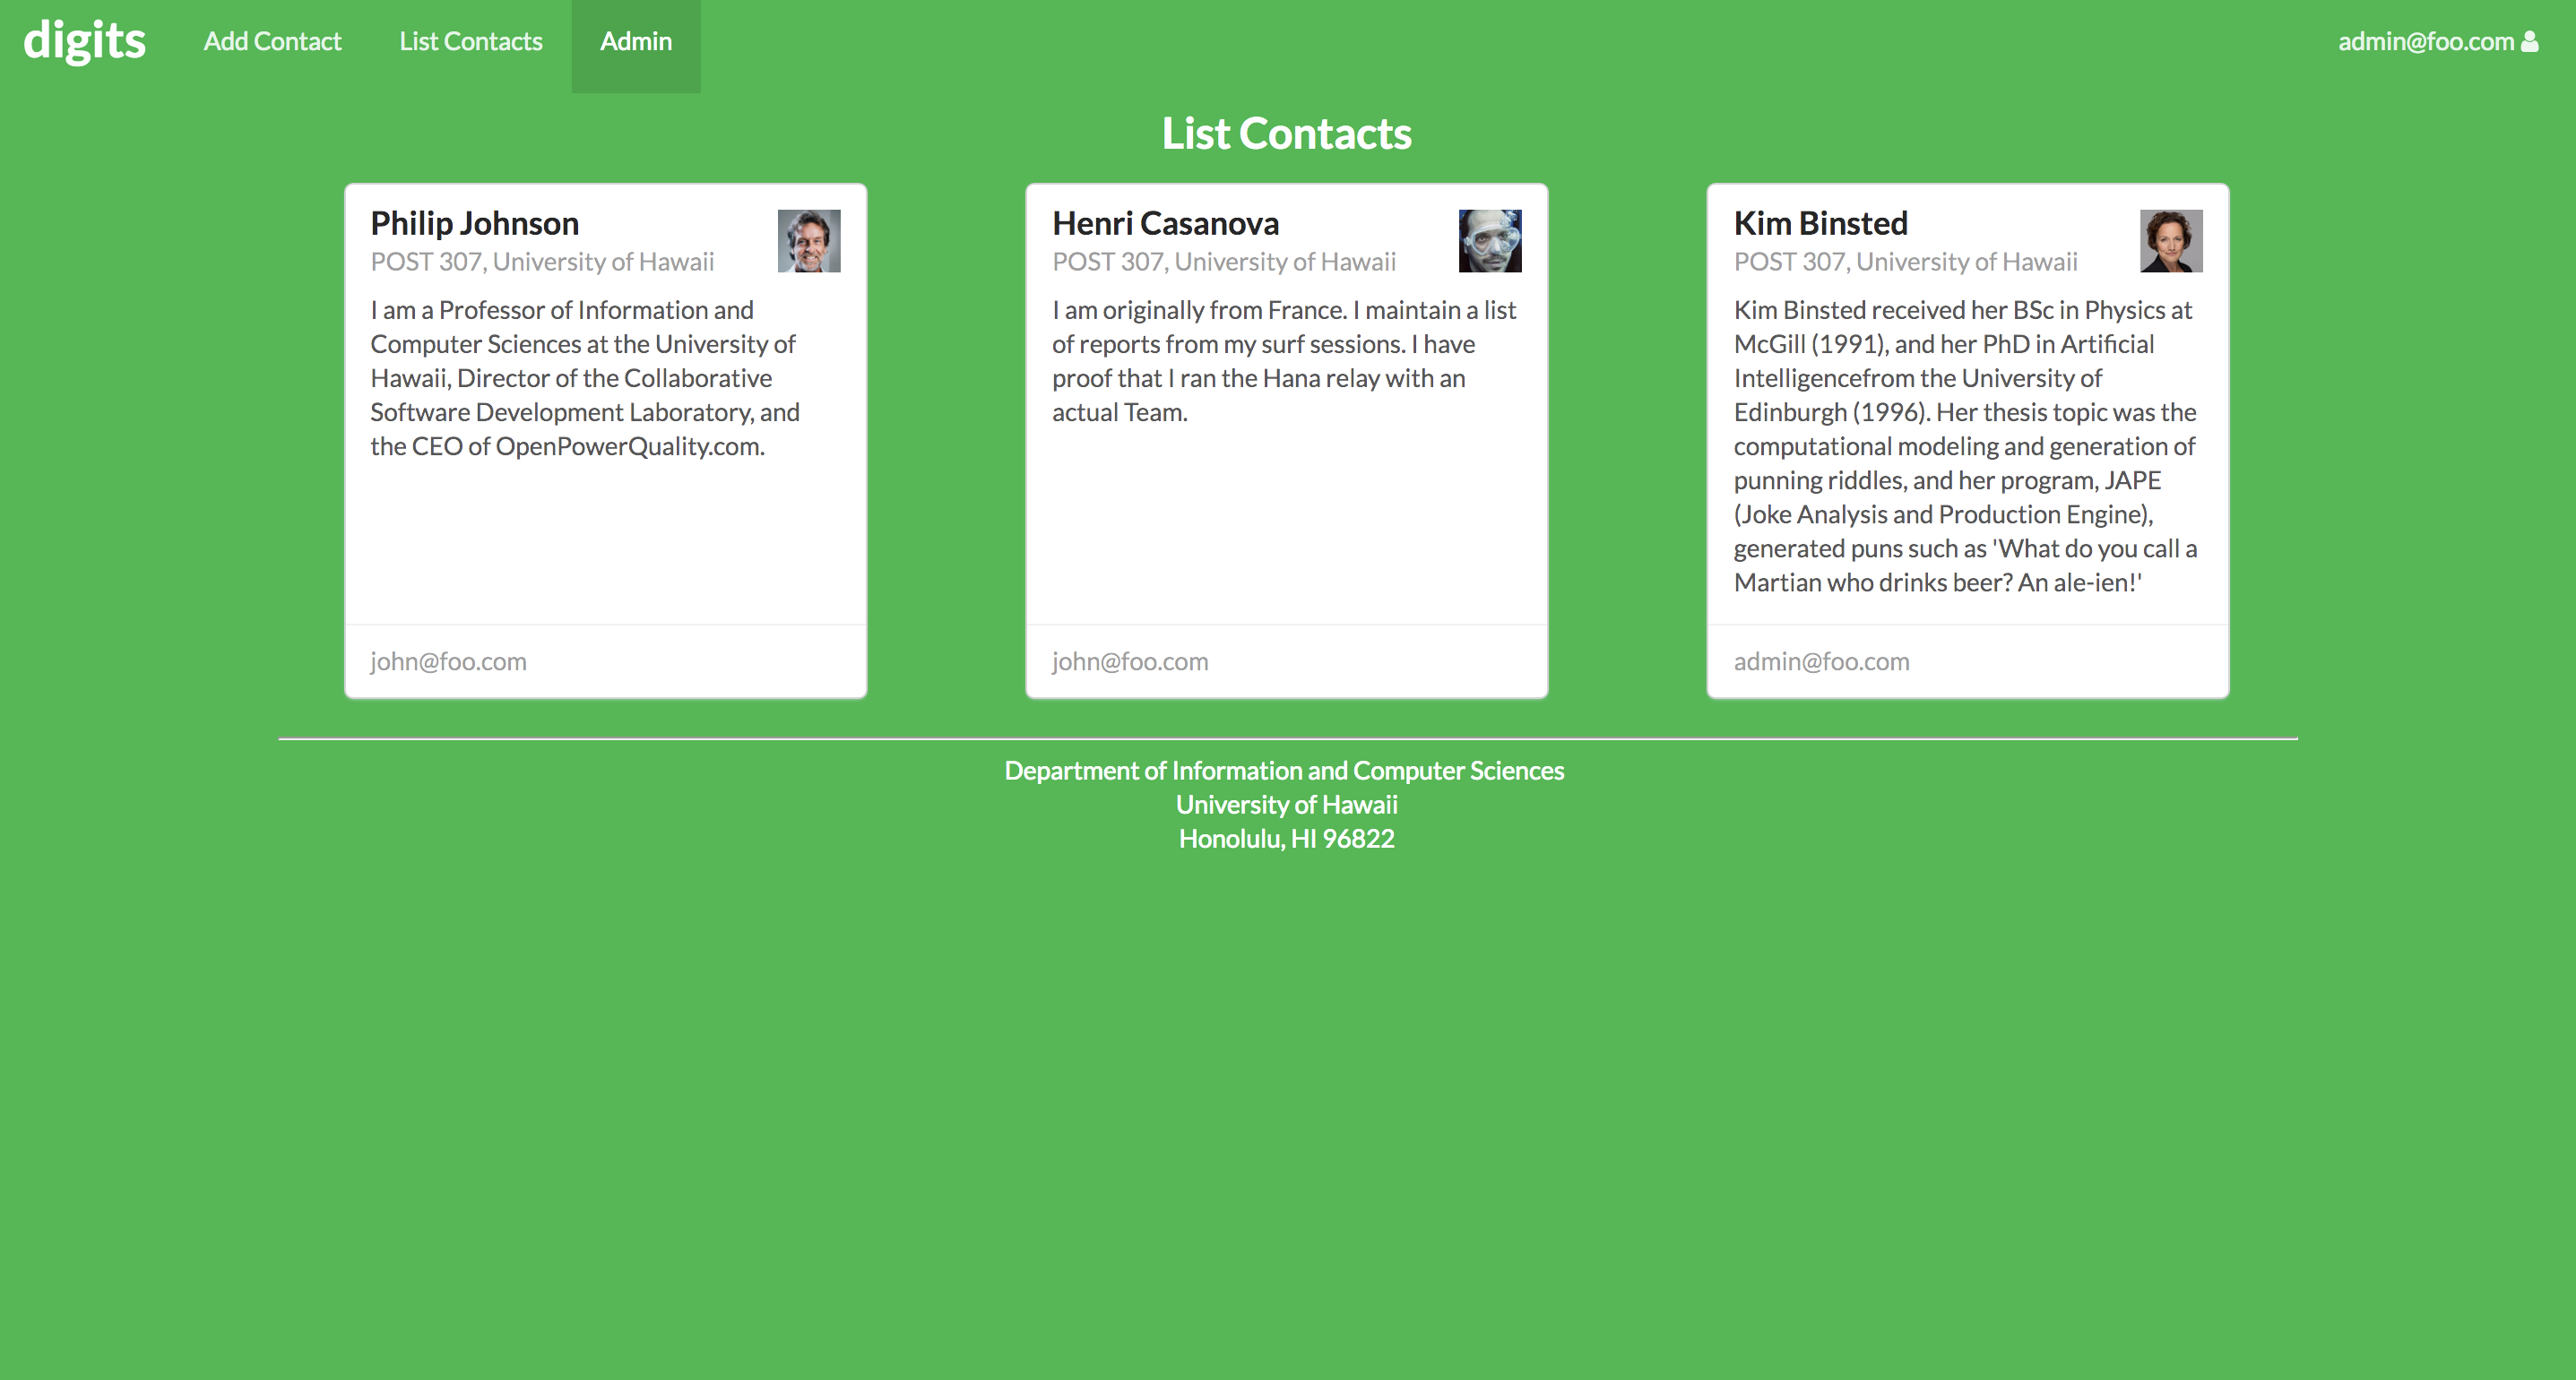 digits
Add Contact
List Contacts
Admin
admin@foo.com
List Contacts
Philip Johnson
POST 307, University of Hawaii
I am a Professor of Information and
Computer Sciences at the University of
Hawaii, Director of the Collaborative
Software Development Laboratory, and
the CEO of OpenPowerQuality.com.
john@foo.com
Henri Casanova
POST 307, University of Hawaii
I am originally from France. I maintain a list
of reports from my surf sessions. I have
proof that I ran the Hana relay with an
actual Team.
john@foo.com
Kim Binsted
POST 307, University of Hawaii
Kim Binsted received her BSc in Physics at
McGill (1991), and her PhD in Artificial
Intelligencefrom the University of
Edinburgh (1996). Her thesis topic was the
computational modeling and generation of
punning riddles, and her program, JAPE
(Joke Analysis and Production Engine),
generated puns such as 'What do you call a
Martian who drinks beer? An ale-ien!'
admin@foo.com
Department of Information and Computer Sciences
University of Hawaii
Honolulu, HI 96822